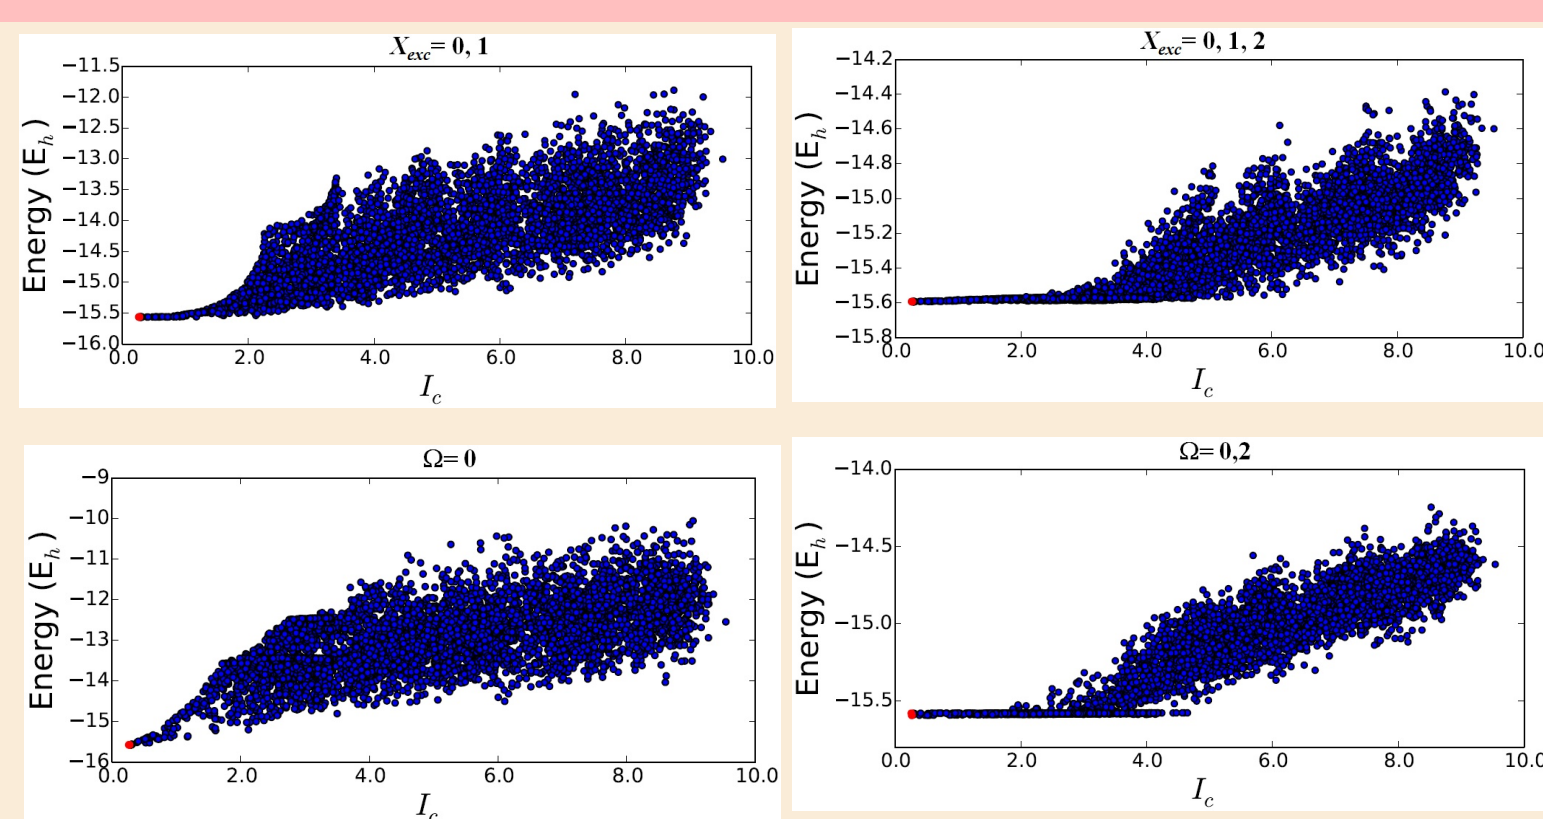 X_exc= 0, 1
−11.5
−12.0
−12.5
−13.0
−13.5
−14.0
−14.5
−15.0
−15.5
−16.0
Energy (E_h)
0.0 2.0 4.0 6.0 8.0 10.0
I_c
X_exc= 0, 1, 2
−14.2
−14.4
−14.6
−14.8
−15.0
−15.2
−15.4
−15.6
−15.8
Energy (E_h)
0.0 2.0 4.0 6.0 8.0 10.0
I_c
Ω= 0
−9
−10
−11
−12
−13
−14
−15
−16
Energy (E_h)
0.0 2.0 4.0 6.0 8.0 10.0
I_c
Ω= 0,2
−14.0
−14.5
−15.0
−15.5
Energy (E_h)
0.0 2.0 4.0 6.0 8.0 10.0
I_c